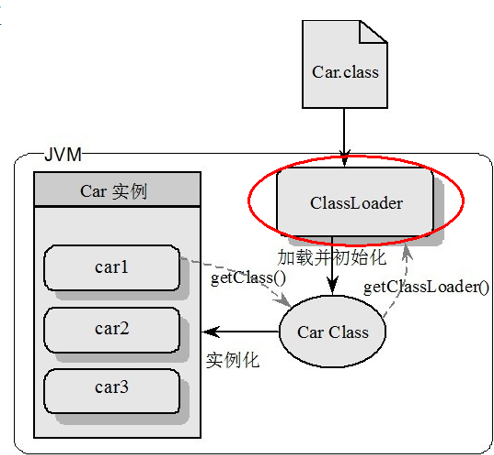 Car.class
JVM
Car 实例
ClassLoader
加载并初始化
car1
getClass()
getClassLoader()
car2
Car Class
实例化
car3